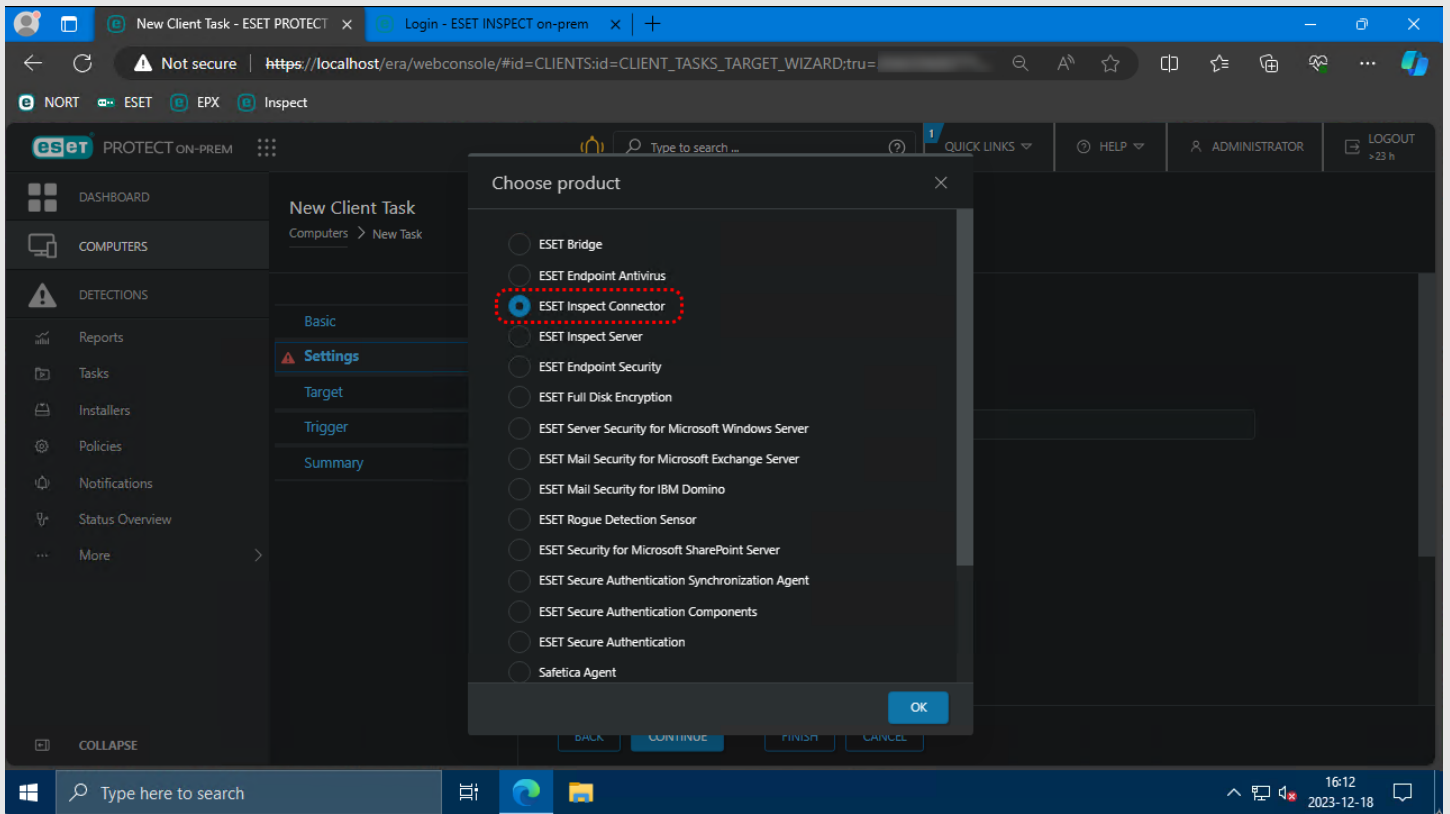 New Client Task - ESET PROTECT
Login - ESET INSPECT on-prem
Not secure | https://localhost/era/webconsole/#id=CLIENTS:id=CLIENT_TASKS_TARGET_WIZARD;tru=
NORT ESET EPX Inspect
eset PROTECT ON-PREM
Type to search ...
1
QUICK LINKS
HELP
ADMINISTRATOR
LOGOUT
>23 h
DASHBOARD
COMPUTERS
DETECTIONS
Reports
Tasks
Installers
Policies
Notifications
Status Overview
More
COLLAPSE
New Client Task
Computers > New Task
Basic
Settings
Target
Trigger
Summary
Choose product
ESET Bridge
ESET Endpoint Antivirus
ESET Inspect Connector
ESET Inspect Server
ESET Endpoint Security
ESET Full Disk Encryption
ESET Server Security for Microsoft Windows Server
ESET Mail Security for Microsoft Exchange Server
ESET Mail Security for IBM Domino
ESET Rogue Detection Sensor
ESET Security for Microsoft SharePoint Server
ESET Secure Authentication Synchronization Agent
ESET Secure Authentication Components
ESET Secure Authentication
Safetica Agent
OK
BACK CONTINUE FINISH CANCEL
Type here to search
16:12
2023-12-18